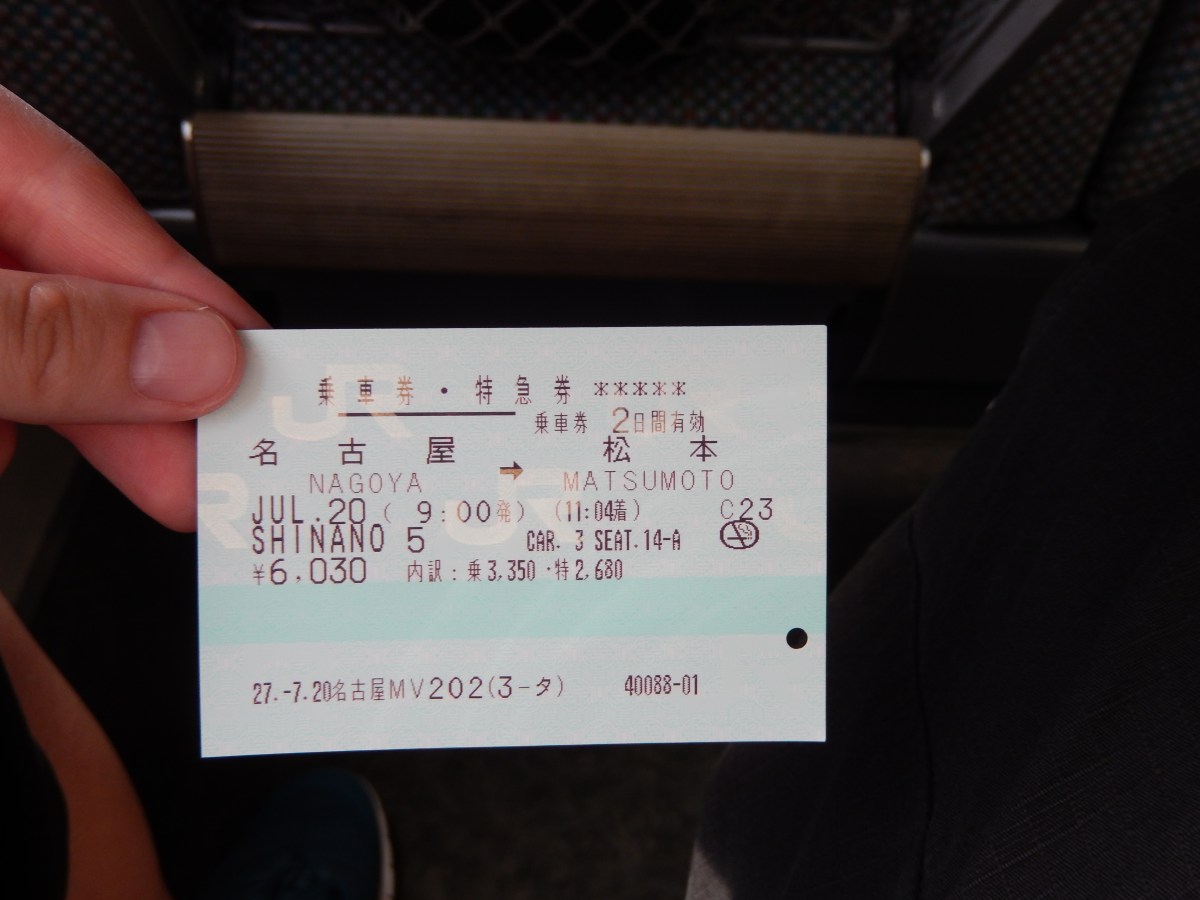 乗車券・特急券 *****
乗車券 2日間有効
名古屋 → 松本
NAGOYA MATSUMOTO
JUL.20 ( 9:00発) (11:04着) C23
SHINANO 5 CAR. 3 SEAT.14-A
¥6,030 内訳:乗3,350・特2,680
27.-7.20名古屋MV202(3-タ) 40088-01